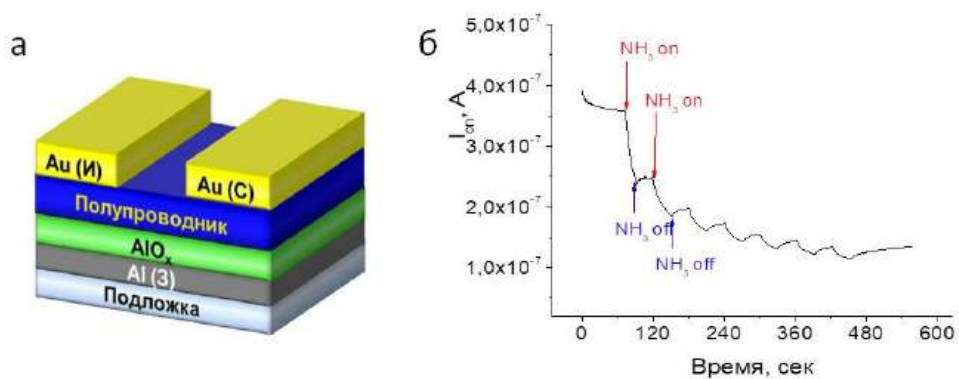 а
Au (И)
Au (С)
Полупроводник
AlOₓ
Al (З)
Подложка
б
5,0x10⁻⁷
4,0x10⁻⁷
3,0x10⁻⁷
2,0x10⁻⁷
1,0x10⁻⁷
Iсп, А
NH₃ on
NH₃ on
NH₃ off
NH₃ off
0
120
240
360
480
600
Время, сек